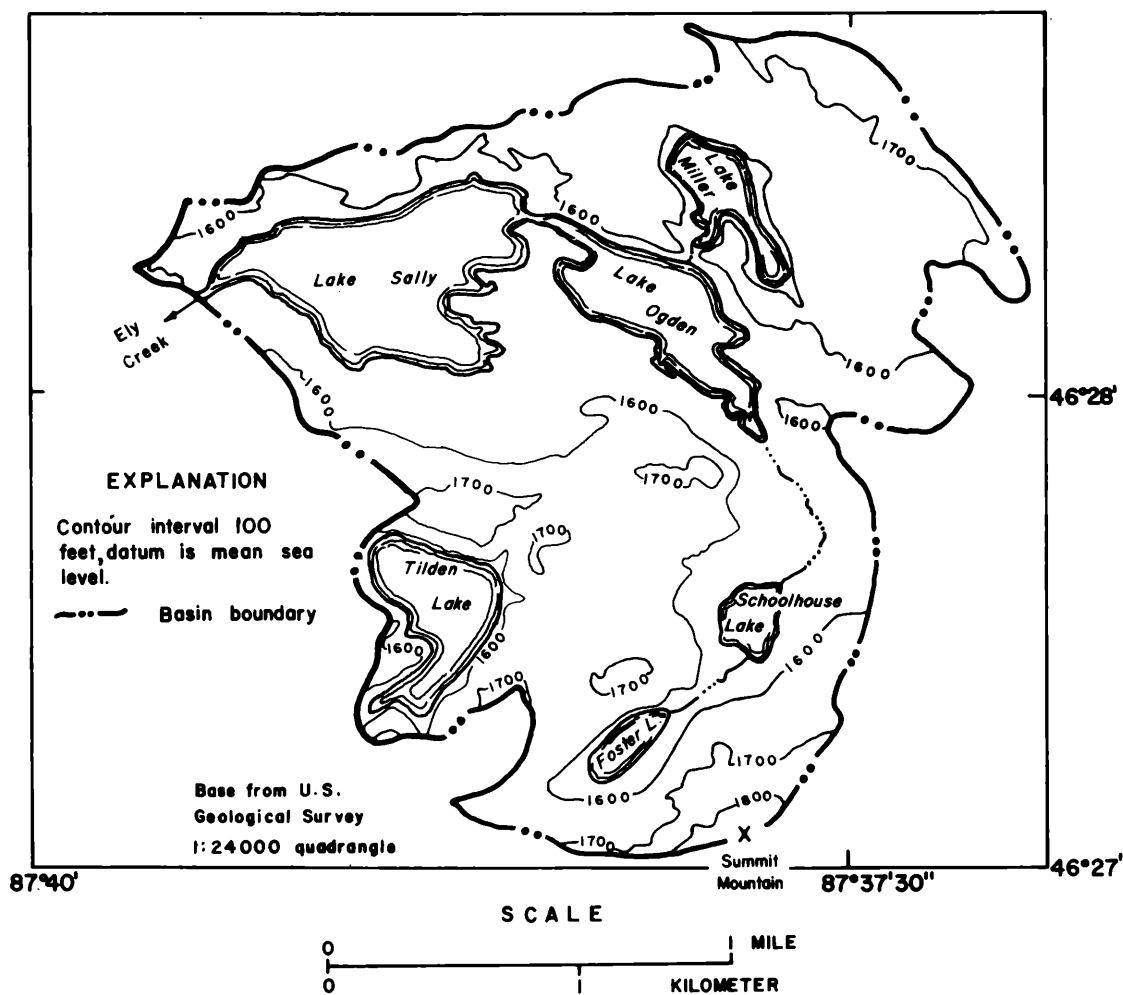 1700
Lake
Miller
1600
1600
Lake Sally
Lake
Ogden
Ely
Creek
1600
1600
1600
1600
46°28'
EXPLANATION
Contour interval 100
feet, datum is mean sea
level.
Basin boundary
1700
1700
1700
Tilden
Lake
1600
1600
Schoolhouse
Lake
1600
1700
1700
Foster L.
1700
1600
1800
1700
X
Base from U.S.
Geological Survey
1:24000 quadrangle
Summit
Mountain
46°27'
87°40'
87°37'30"
SCALE
0 1 MILE
0 1 KILOMETER